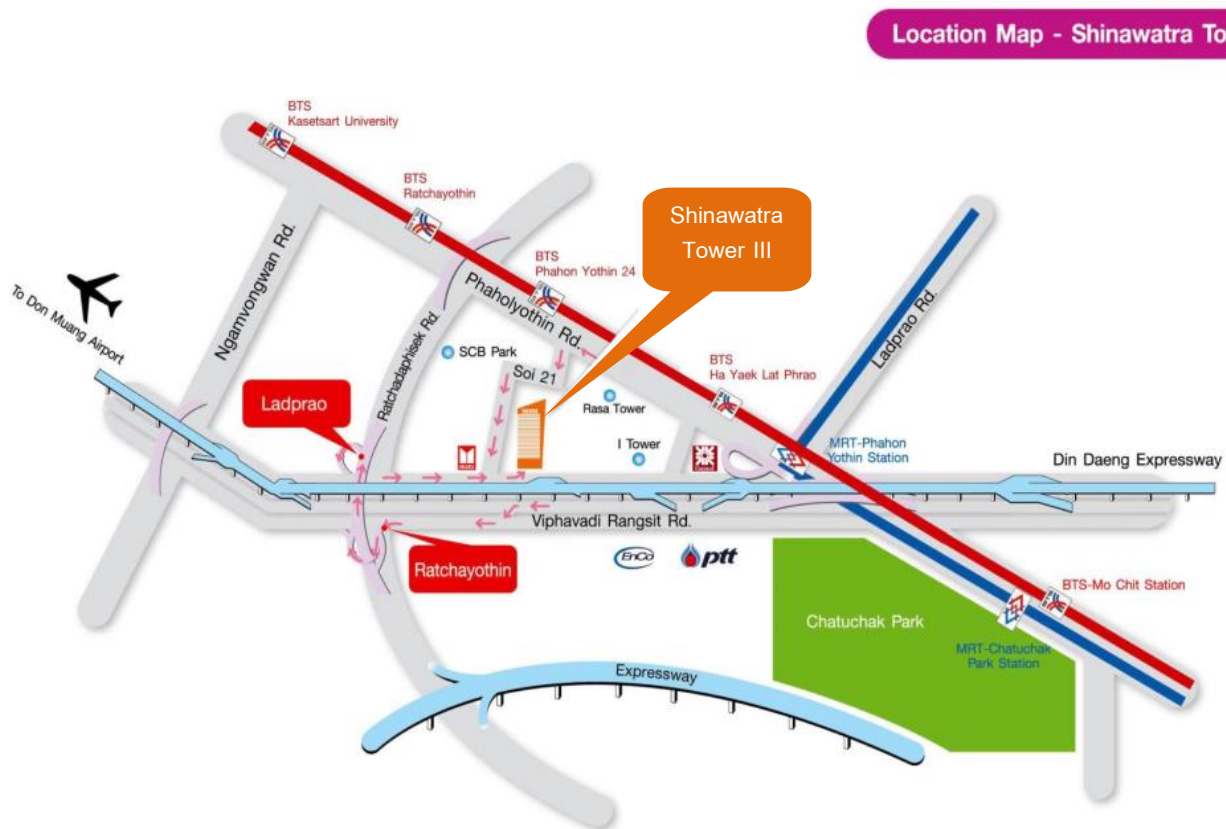 Location Map - Shinawatra To
BTS
Kasetsart University
BTS
Ratchayothin
Shinawatra
Tower III
BTS
Phahon Yothin 24
Ngamvongwan Rd.
To Don Muang Airport
Ratchadaphisek Rd.
Phaholyothin Rd.
Ladprao Rd.
SCB Park
Soi 21
BTS
Ha Yaek Lat Phrao
Ladprao
Rasa Tower
I Tower
MRT-Phahon
Yothin Station
Din Daeng Expressway
Viphavadi Rangsit Rd.
Ratchayothin
EnCo
ptt
BTS-Mo Chit Station
Chatuchak Park
MRT-Chatuchak
Park Station
Expressway